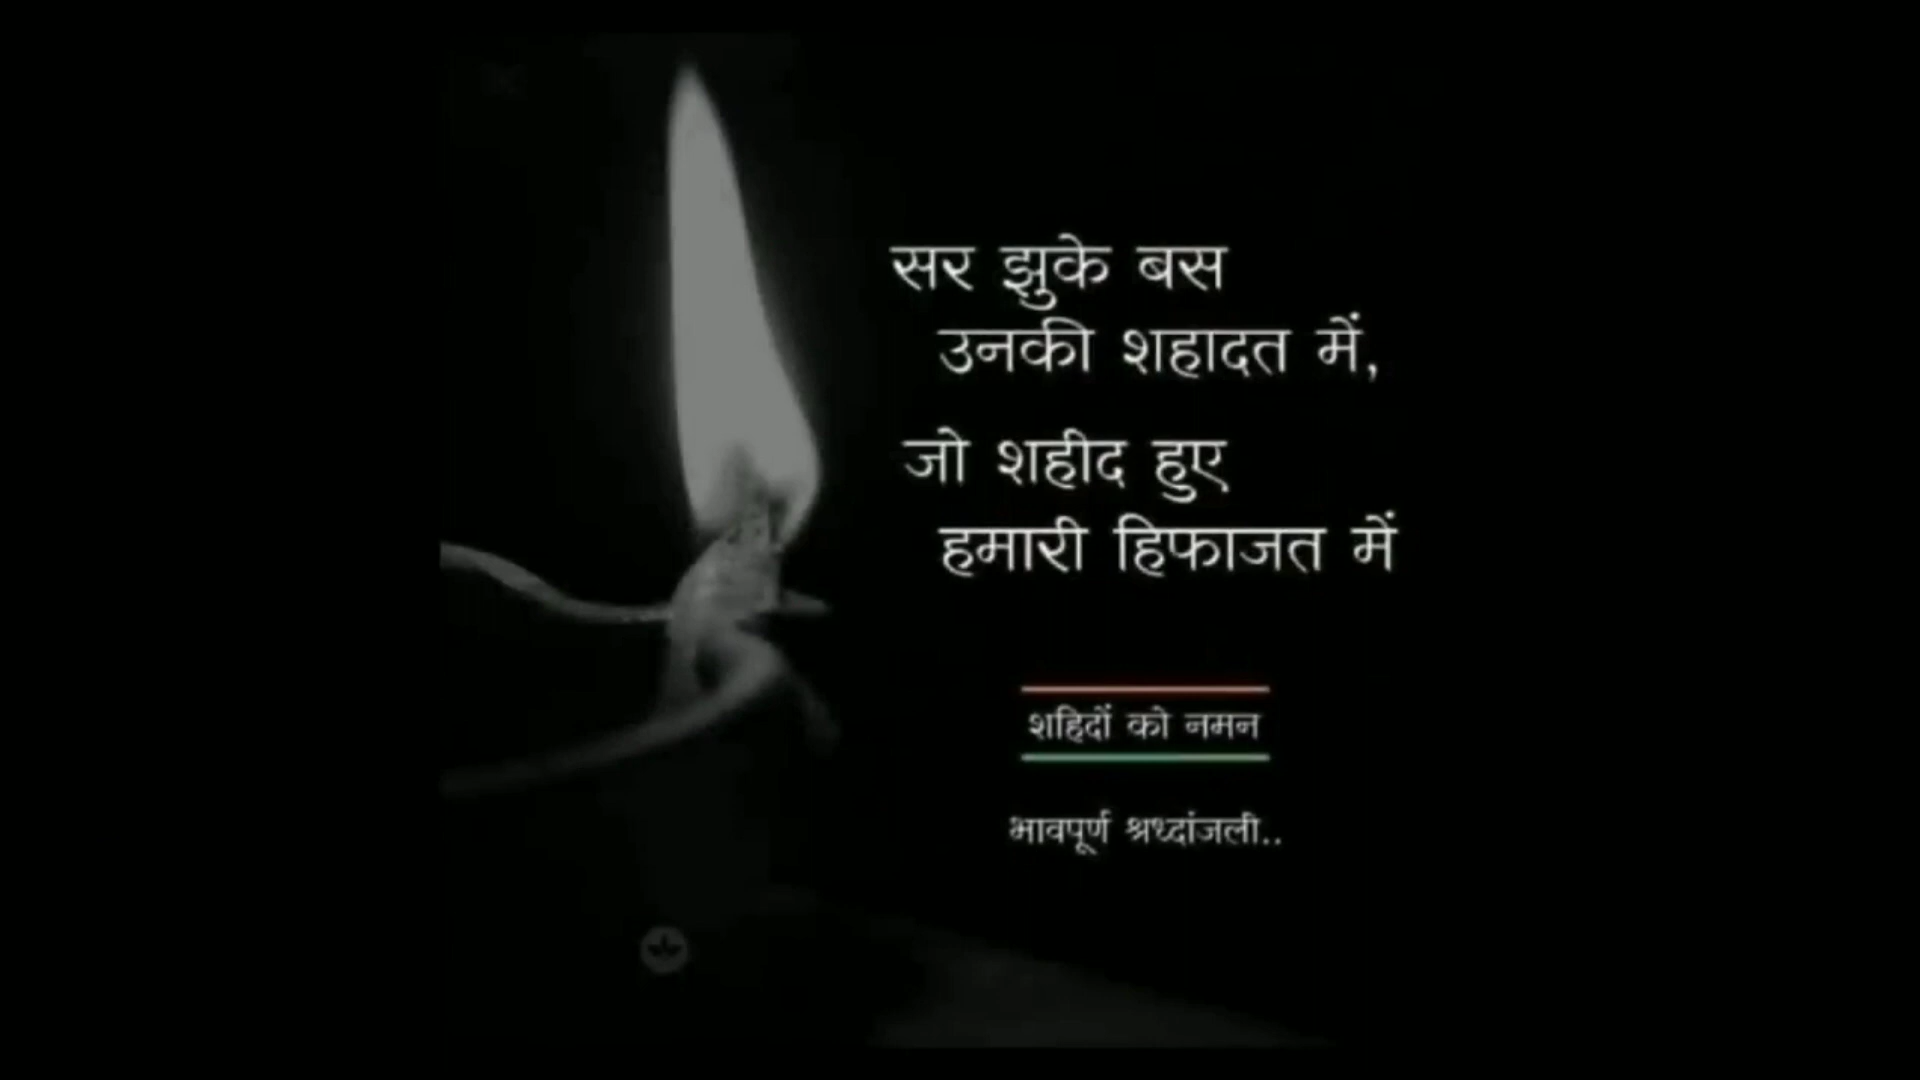 सर झुके बस
उनकी शहादत में,
जो शहीद हुए
हमारी हिफाजत में
शहिदों को नमन
भावपूर्ण श्रध्दांजली..